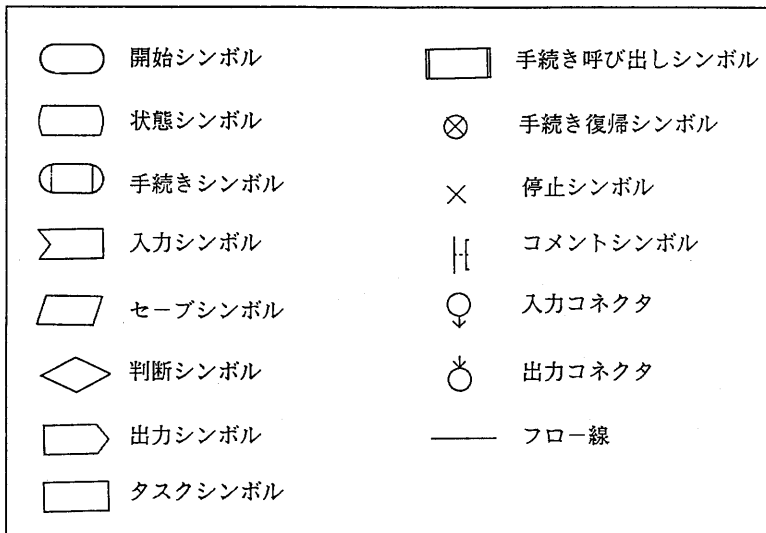 開始シンボル
状態シンボル
手続きシンボル
入力シンボル
セーブシンボル
判断シンボル
出力シンボル
タスクシンボル
手続き呼び出しシンボル
手続き復帰シンボル
停止シンボル
コメントシンボル
入力コネクタ
出力コネクタ
フロー線